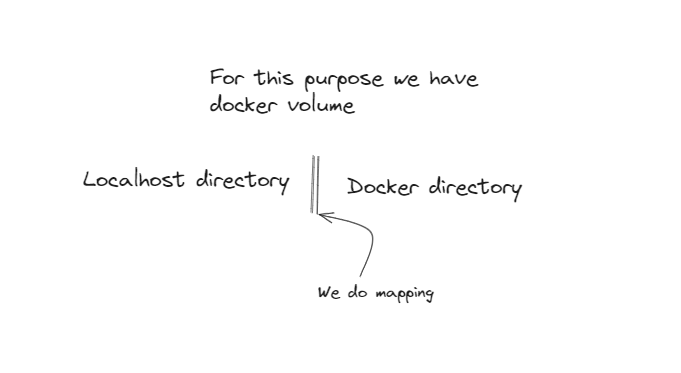 For this purpose we have
docker volume
Localhost directory
Docker directory
We do mapping